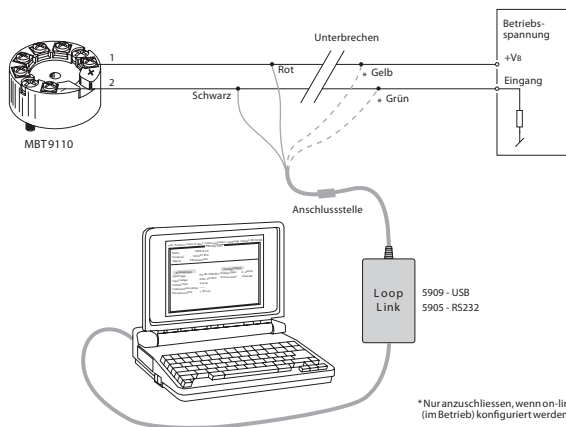 Betriebs-
spannung
+VB
Eingang
Unterbrechen
1
2
Rot
* Gelb
* Grün
Schwarz
MBT 9110
Anschlussstelle
Loop
Link
5909 - USB
5905 - RS232
* Nur anzuschliessen, wenn on-lin
(im Betrieb) konfiguriert werden